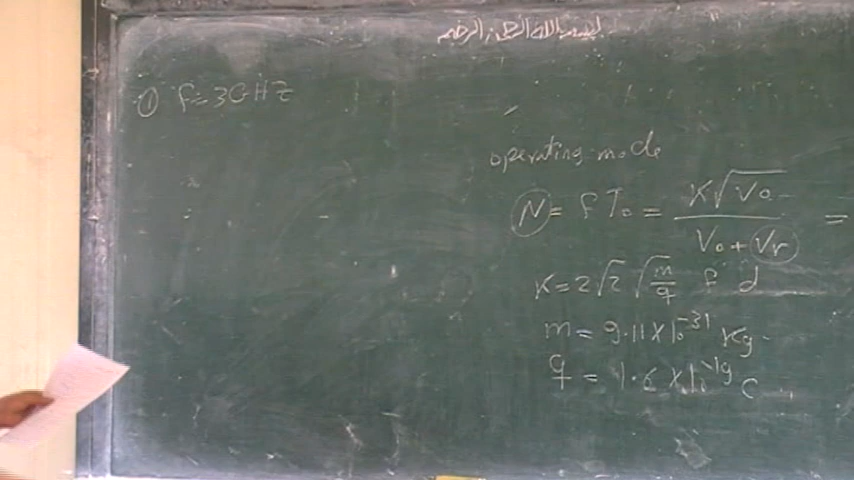 بسم الله الرحمن الرحيم
① f = 3GHZ
operating mode
N = f T₀ = K√V₀ / (V₀ + Vr) =
K = 2√2 √(m/q) f d
m = 9.11 × 10⁻³¹ Kg
q = 1.6 × 10⁻¹⁹ C